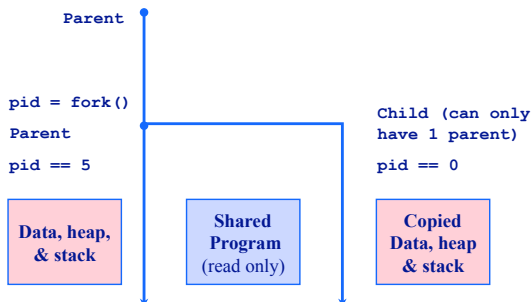 Parent
pid = fork()
Parent
pid == 5
Child (can only
have 1 parent)
pid == 0
Data, heap,
& stack
Shared
Program
(read only)
Copied
Data, heap
& stack